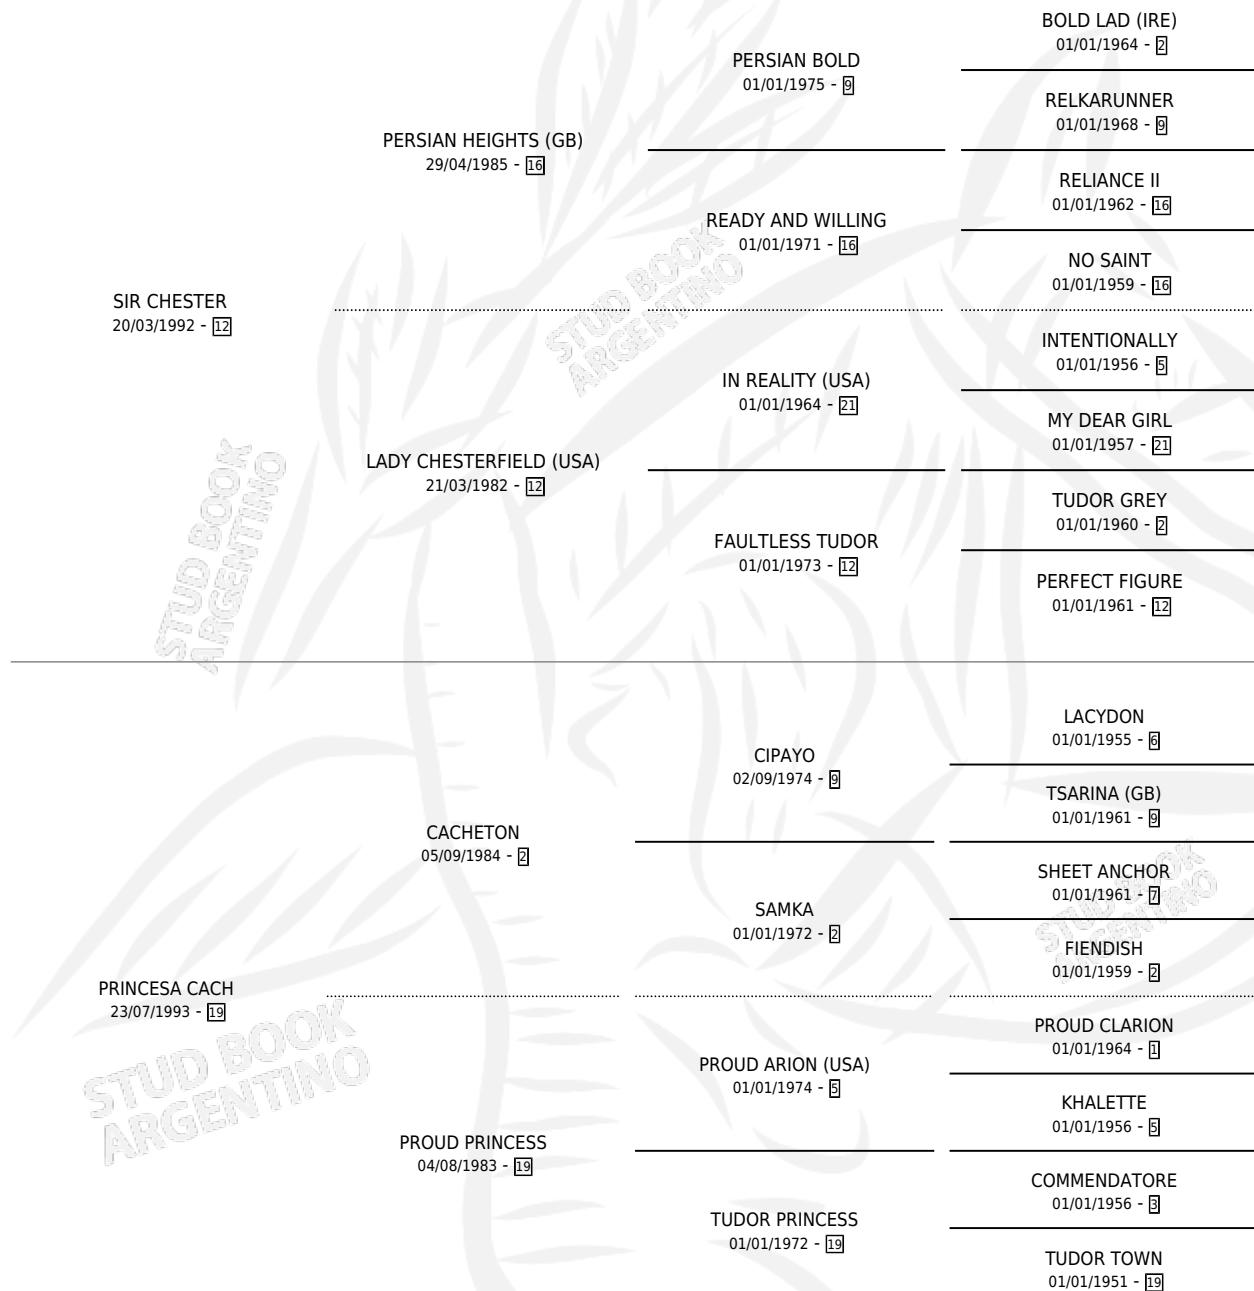 BOLD LAD (IRE)
01/01/1964 - 2
PERSIAN BOLD
01/01/1975 - 9
RELKARUNNER
01/01/1968 - 9
PERSIAN HEIGHTS (GB)
29/04/1985 - 16
RELIANCE II
01/01/1962 - 16
READY AND WILLING
01/01/1971 - 16
NO SAINT
01/01/1959 - 16
SIR CHESTER
20/03/1992 - 12
STUD BOOK
ARGENTINO
INTENTIONALLY
01/01/1956 - 5
IN REALITY (USA)
01/01/1964 - 21
MY DEAR GIRL
01/01/1957 - 21
LADY CHESTERFIELD (USA)
21/03/1982 - 12
TUDOR GREY
01/01/1960 - 2
FAULTLESS TUDOR
01/01/1973 - 12
PERFECT FIGURE
01/01/1961 - 12
STUD BOOK
ARGENTINO
LACYDON
01/01/1955 - 6
CIPAYO
02/09/1974 - 9
TSARINA (GB)
01/01/1961 - 9
CACHETON
05/09/1984 - 2
SHEET ANCHOR
01/01/1961 - 7
SAMKA
01/01/1972 - 2
FIENDISH
01/01/1959 - 2
STUD BOOK
ARGENTINO
PRINCESA CACH
23/07/1993 - 19
STUD BOOK
ARGENTINO
PROUD CLARION
01/01/1964 - 1
PROUD ARION (USA)
01/01/1974 - 5
KHALETTE
01/01/1956 - 5
PROUD PRINCESS
04/08/1983 - 19
COMMENDATORE
01/01/1956 - 3
TUDOR PRINCESS
01/01/1972 - 19
TUDOR TOWN
01/01/1951 - 19